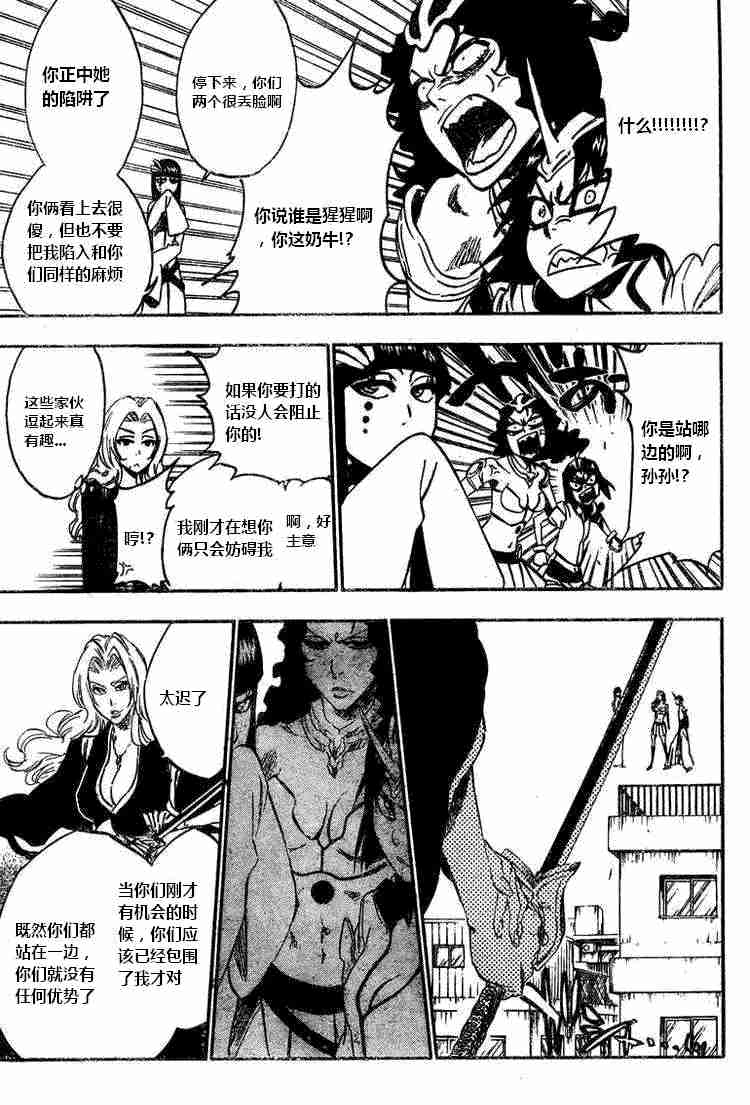 什么!!!!!!!!?
你说谁是猩猩啊
，你这奶牛!?
停下来，你们
两个很丢脸啊
你正中她
的陷阱了
你俩看上去很
傻，但也不要
把我陷入和你
们同样的麻烦
你是站哪
边的啊，
孙孙!?
如果你要打的
话没人会阻止
你的!
啊，好
主意
我刚才在想你
俩只会妨碍我
这些家伙
逗起来真
有趣...
哼!?
太迟了
当你们刚才
有机会的时
候，你们应
该已经包围
了我才对
既然你们都
站在一边，
你们就没有
任何优势了